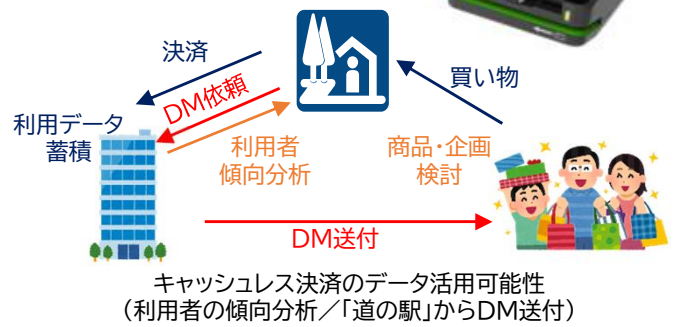 決済
DM依頼
買い物
利用データ
蓄積
利用者
傾向分析
商品・企画
検討
DM送付
キャッシュレス決済のデータ活用可能性
（利用者の傾向分析／「道の駅」からDM送付）